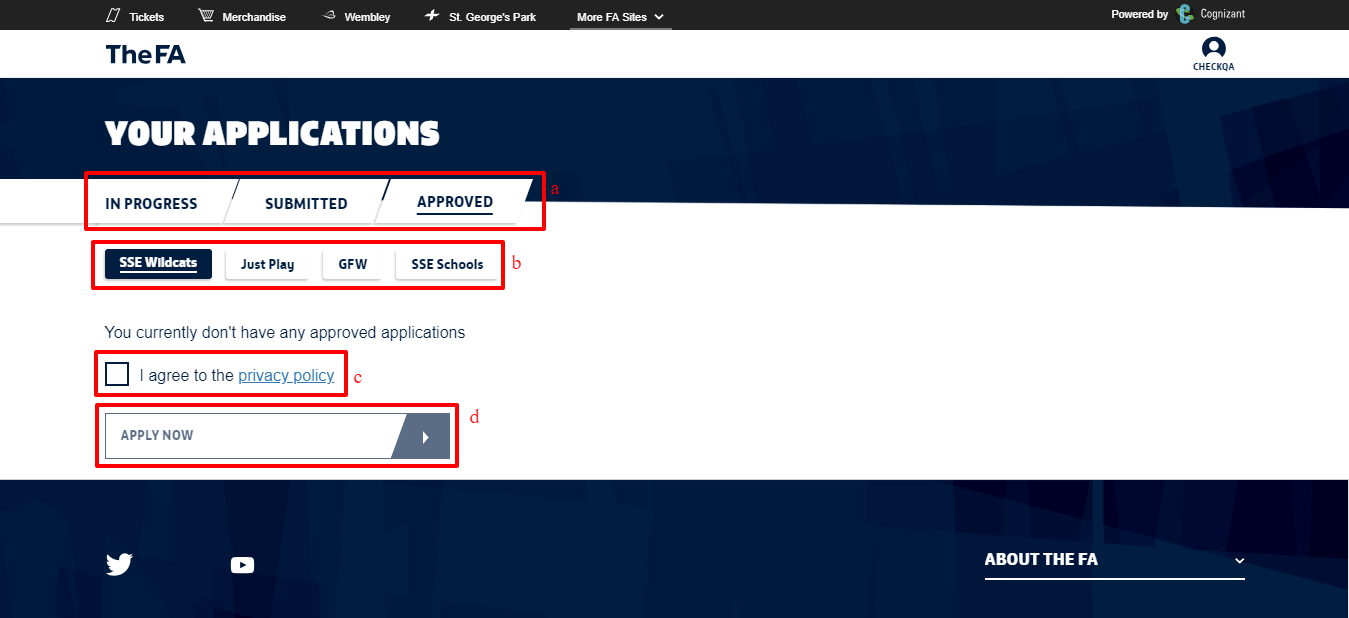 Tickets Merchandise Wembley St. George's Park More FA Sites Powered by Cognizant
TheFA
CHECKQA
YOUR APPLICATIONS
IN PROGRESS SUBMITTED APPROVED a
SSE Wildcats Just Play GFW SSE Schools b
You currently don't have any approved applications
I agree to the privacy policy c
APPLY NOW d
ABOUT THE FA